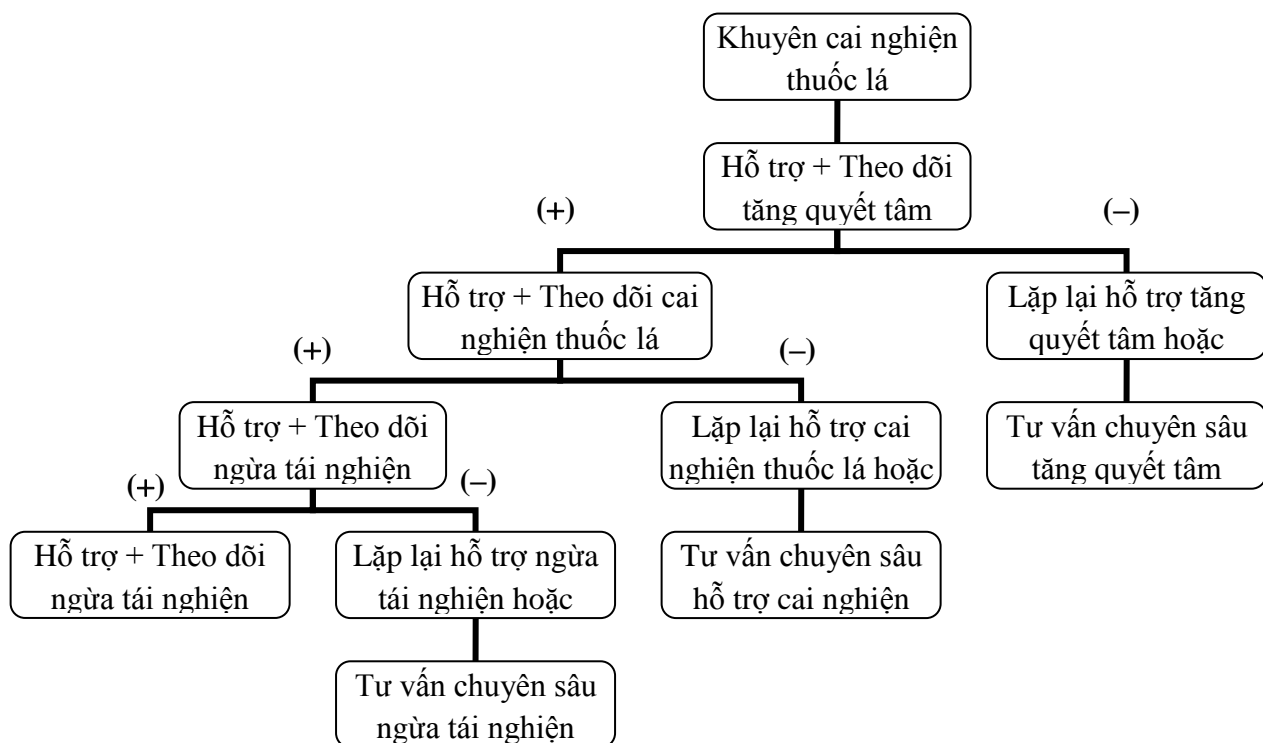 Khuyên cai nghiện
thuốc lá
Hỗ trợ + Theo dõi
tăng quyết tâm
(+)
(–)
Hỗ trợ + Theo dõi cai
nghiện thuốc lá
Lặp lại hỗ trợ tăng
quyết tâm hoặc
(+)
(–)
Hỗ trợ + Theo dõi
ngừa tái nghiện
Lặp lại hỗ trợ cai
nghiện thuốc lá hoặc
Tư vấn chuyên sâu
tăng quyết tâm
(+)
(–)
Hỗ trợ + Theo dõi
ngừa tái nghiện
Lặp lại hỗ trợ ngừa
tái nghiện hoặc
Tư vấn chuyên sâu
hỗ trợ cai nghiện
Tư vấn chuyên sâu
ngừa tái nghiện